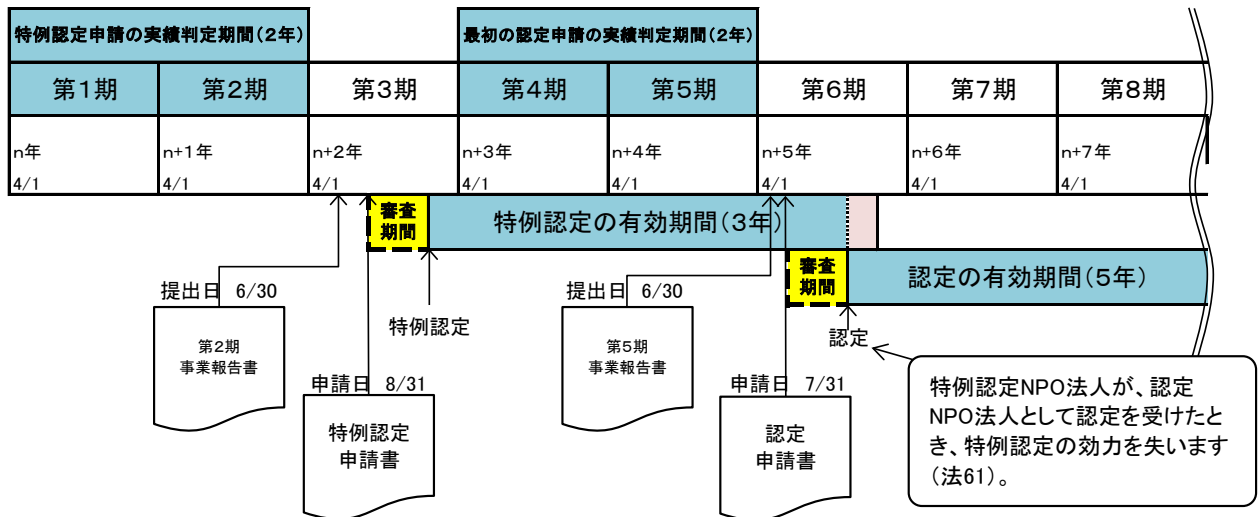 特例認定申請の実績判定期間(2年)
最初の認定申請の実績判定期間(2年)
第1期
第2期
第3期
第4期
第5期
第6期
第7期
第8期
n年
n+1年
n+2年
n+3年
n+4年
n+5年
n+6年
n+7年
4/1
4/1
4/1
4/1
4/1
4/1
4/1
4/1
審査
期間
特例認定の有効期間(3年)
審査
期間
認定の有効期間(5年)
提出日 6/30
第2期
事業報告書
特例認定
申請日 8/31
特例認定
申請書
提出日 6/30
第5期
事業報告書
認定
申請日 7/31
認定
申請書
特例認定NPO法人が、認定
NPO法人として認定を受けたと
き、特例認定の効力を失います
(法61)。